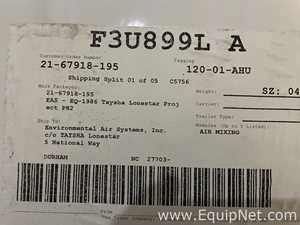 F3U899L A
Customer Order Number Tagging
21-67918-195 120-01-AHU
Shipping Split 01 of 05 C5756
21-67918-195 Weight: SZ: 04
EAS - EQ-1986 Taysha Lonestar Proj
ect PH2 Carrier:
Trailer Type:
Ship To:
Environmental Air Systems, Inc. AIR MIXING
c/o TAYSHA Lonestar
5 National Way
DURHAM NC 27703-
www.EquipNet.com